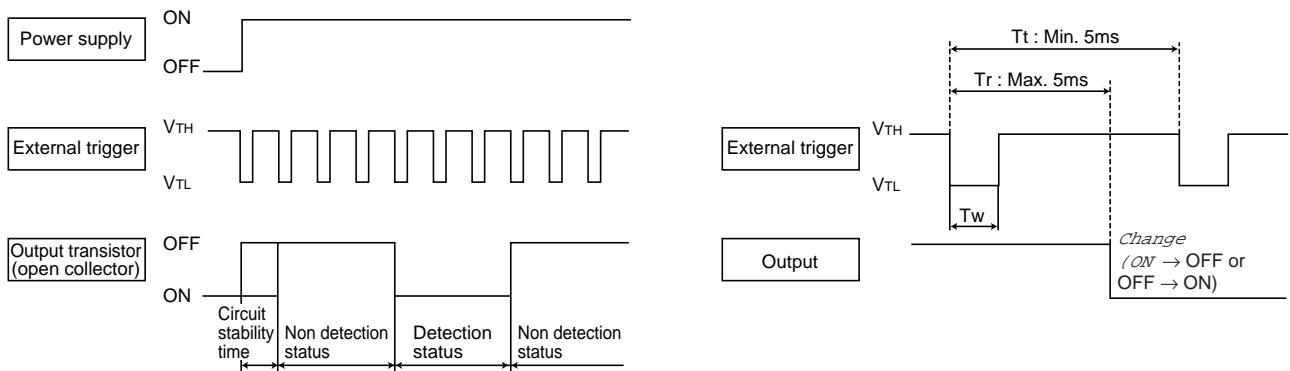 Power supply
ON
OFF
External trigger
VTH
VTL
Output transistor
(open collector)
OFF
ON
Circuit
stability
time
Non detection
status
Detection
status
Non detection
status
Tt : Min. 5ms
Tr : Max. 5ms
External trigger
VTH
VTL
Tw
Output
Change
(ON → OFF or
OFF → ON)